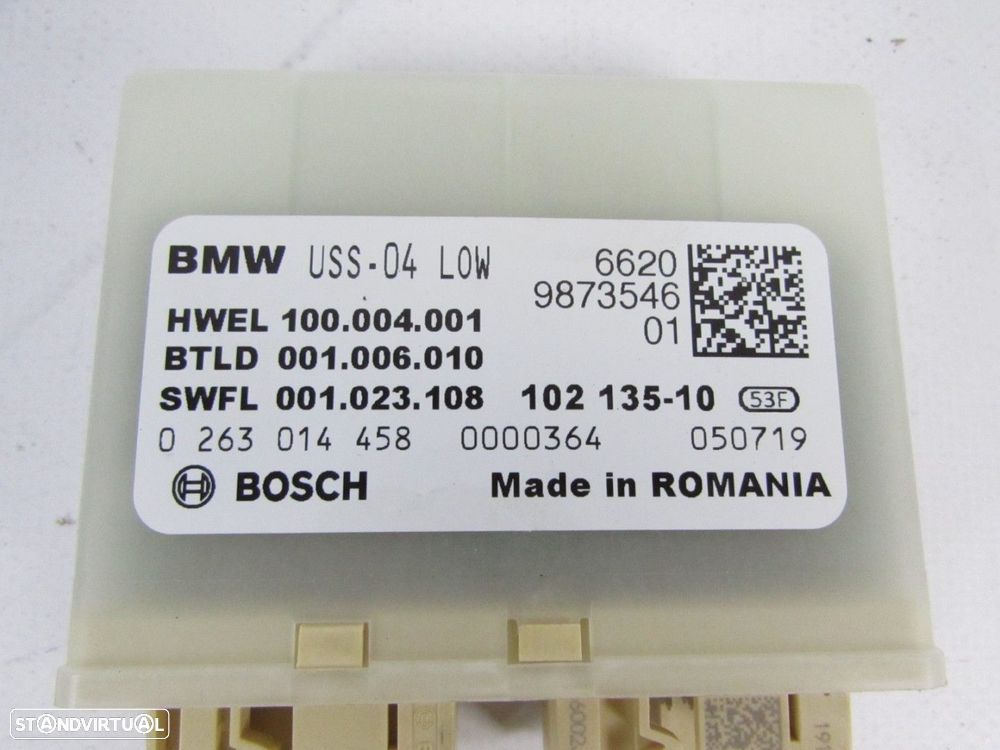 BMW USS-04 LOW
6620
9873546
01
HWEL 100.004.001
BTLD 001.006.010
SWFL 001.023.108 102 135-10 53F
0 263 014 458 0000364 050719
BOSCH Made in ROMANIA
STANDVIRTUAL